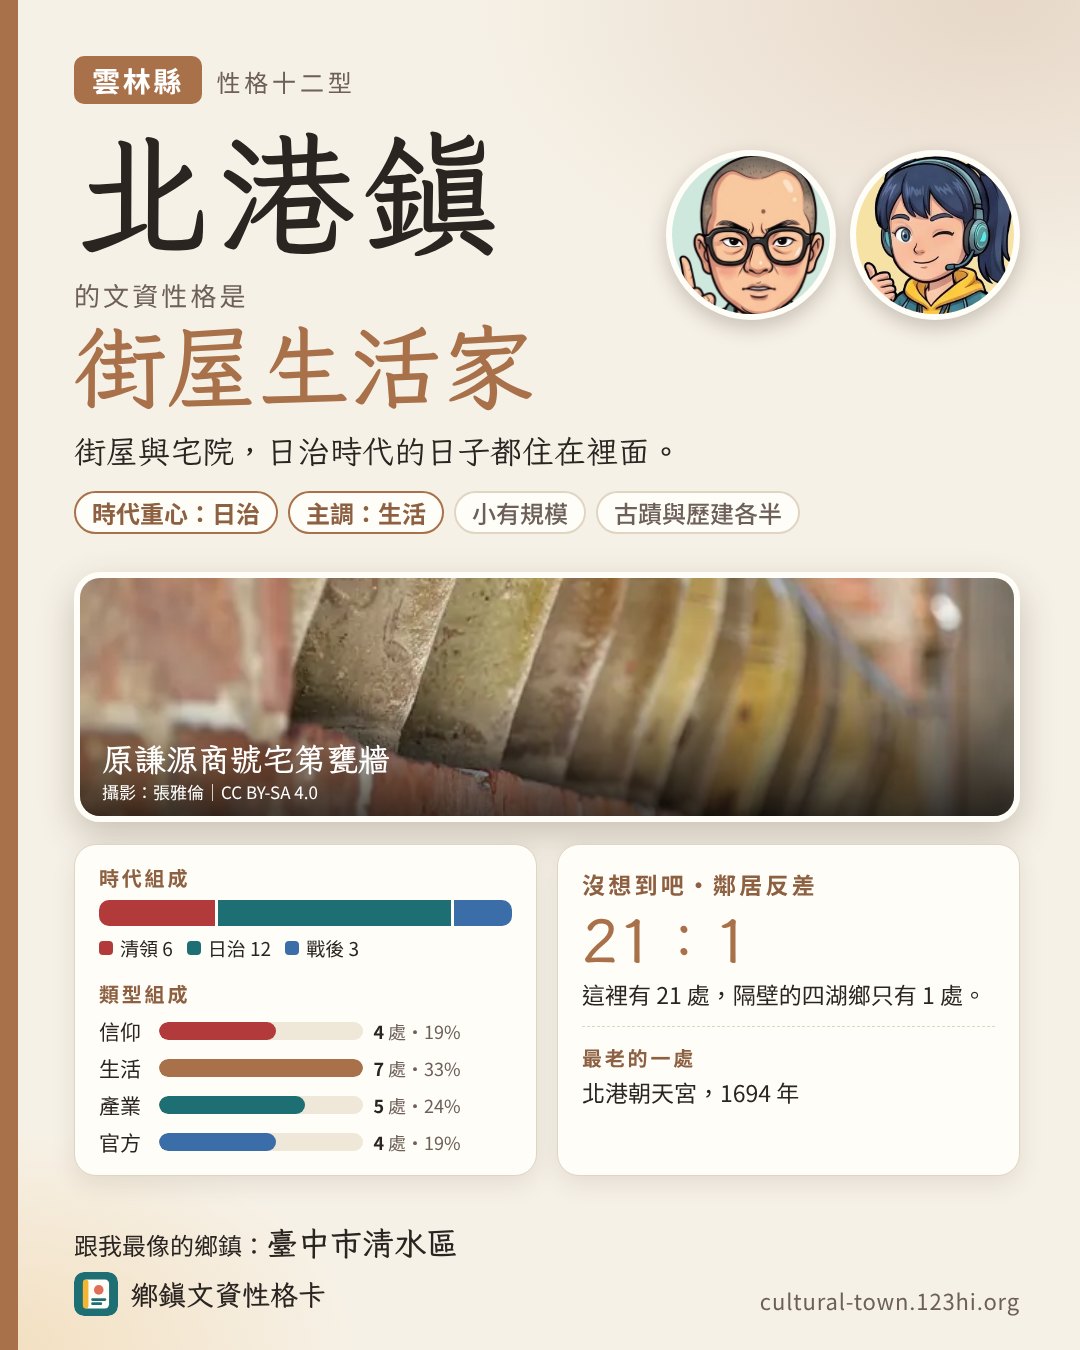 雲林縣 性格十二型
北港鎮
的文資性格是
街屋生活家
街屋與宅院，日治時代的日子都住在裡面。
時代重心：日治 主調：生活 小有規模 古蹟與歷建各半
原謙源商號宅第甕牆
攝影：張雅倫｜CC BY-SA 4.0
時代組成
清領 6 日治 12 戰後 3
類型組成
信仰 4 處・19%
生活 7 處・33%
產業 5 處・24%
官方 4 處・19%
沒想到吧・鄰居反差
21：1
這裡有 21 處，隔壁的四湖鄉只有 1 處。
最老的一處
北港朝天宮，1694 年
跟我最像的鄉鎮：臺中市清水區
鄉鎮文資性格卡
cultural-town.123hi.org